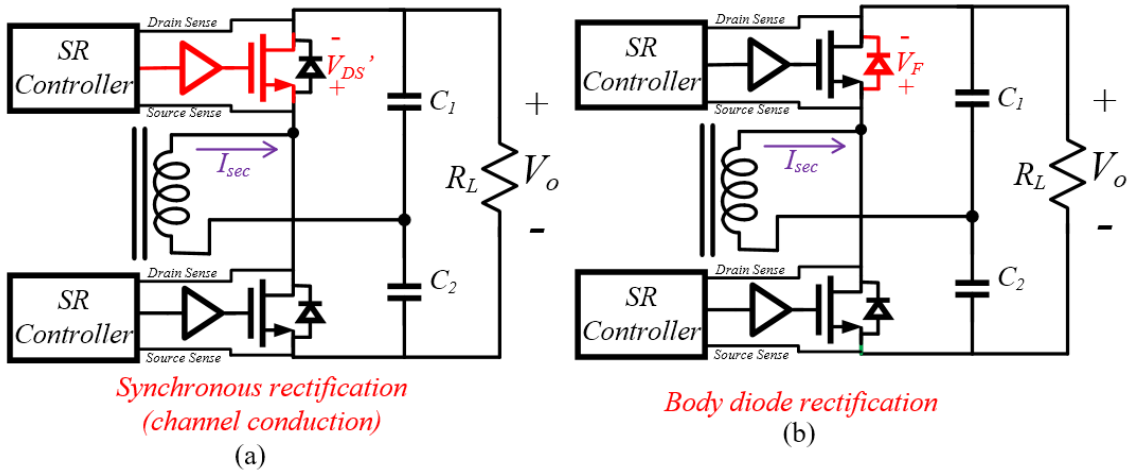 Drain Sense
SR
Controller
-
V_DS'
+
Source Sense
I_sec
C_1
R_L
+
V_o
-
Drain Sense
SR
Controller
C_2
Source Sense
Synchronous rectification
(channel conduction)
(a)
Drain Sense
SR
Controller
-
V_F
+
Source Sense
I_sec
C_1
R_L
+
V_o
-
Drain Sense
SR
Controller
C_2
Source Sense
Body diode rectification
(b)